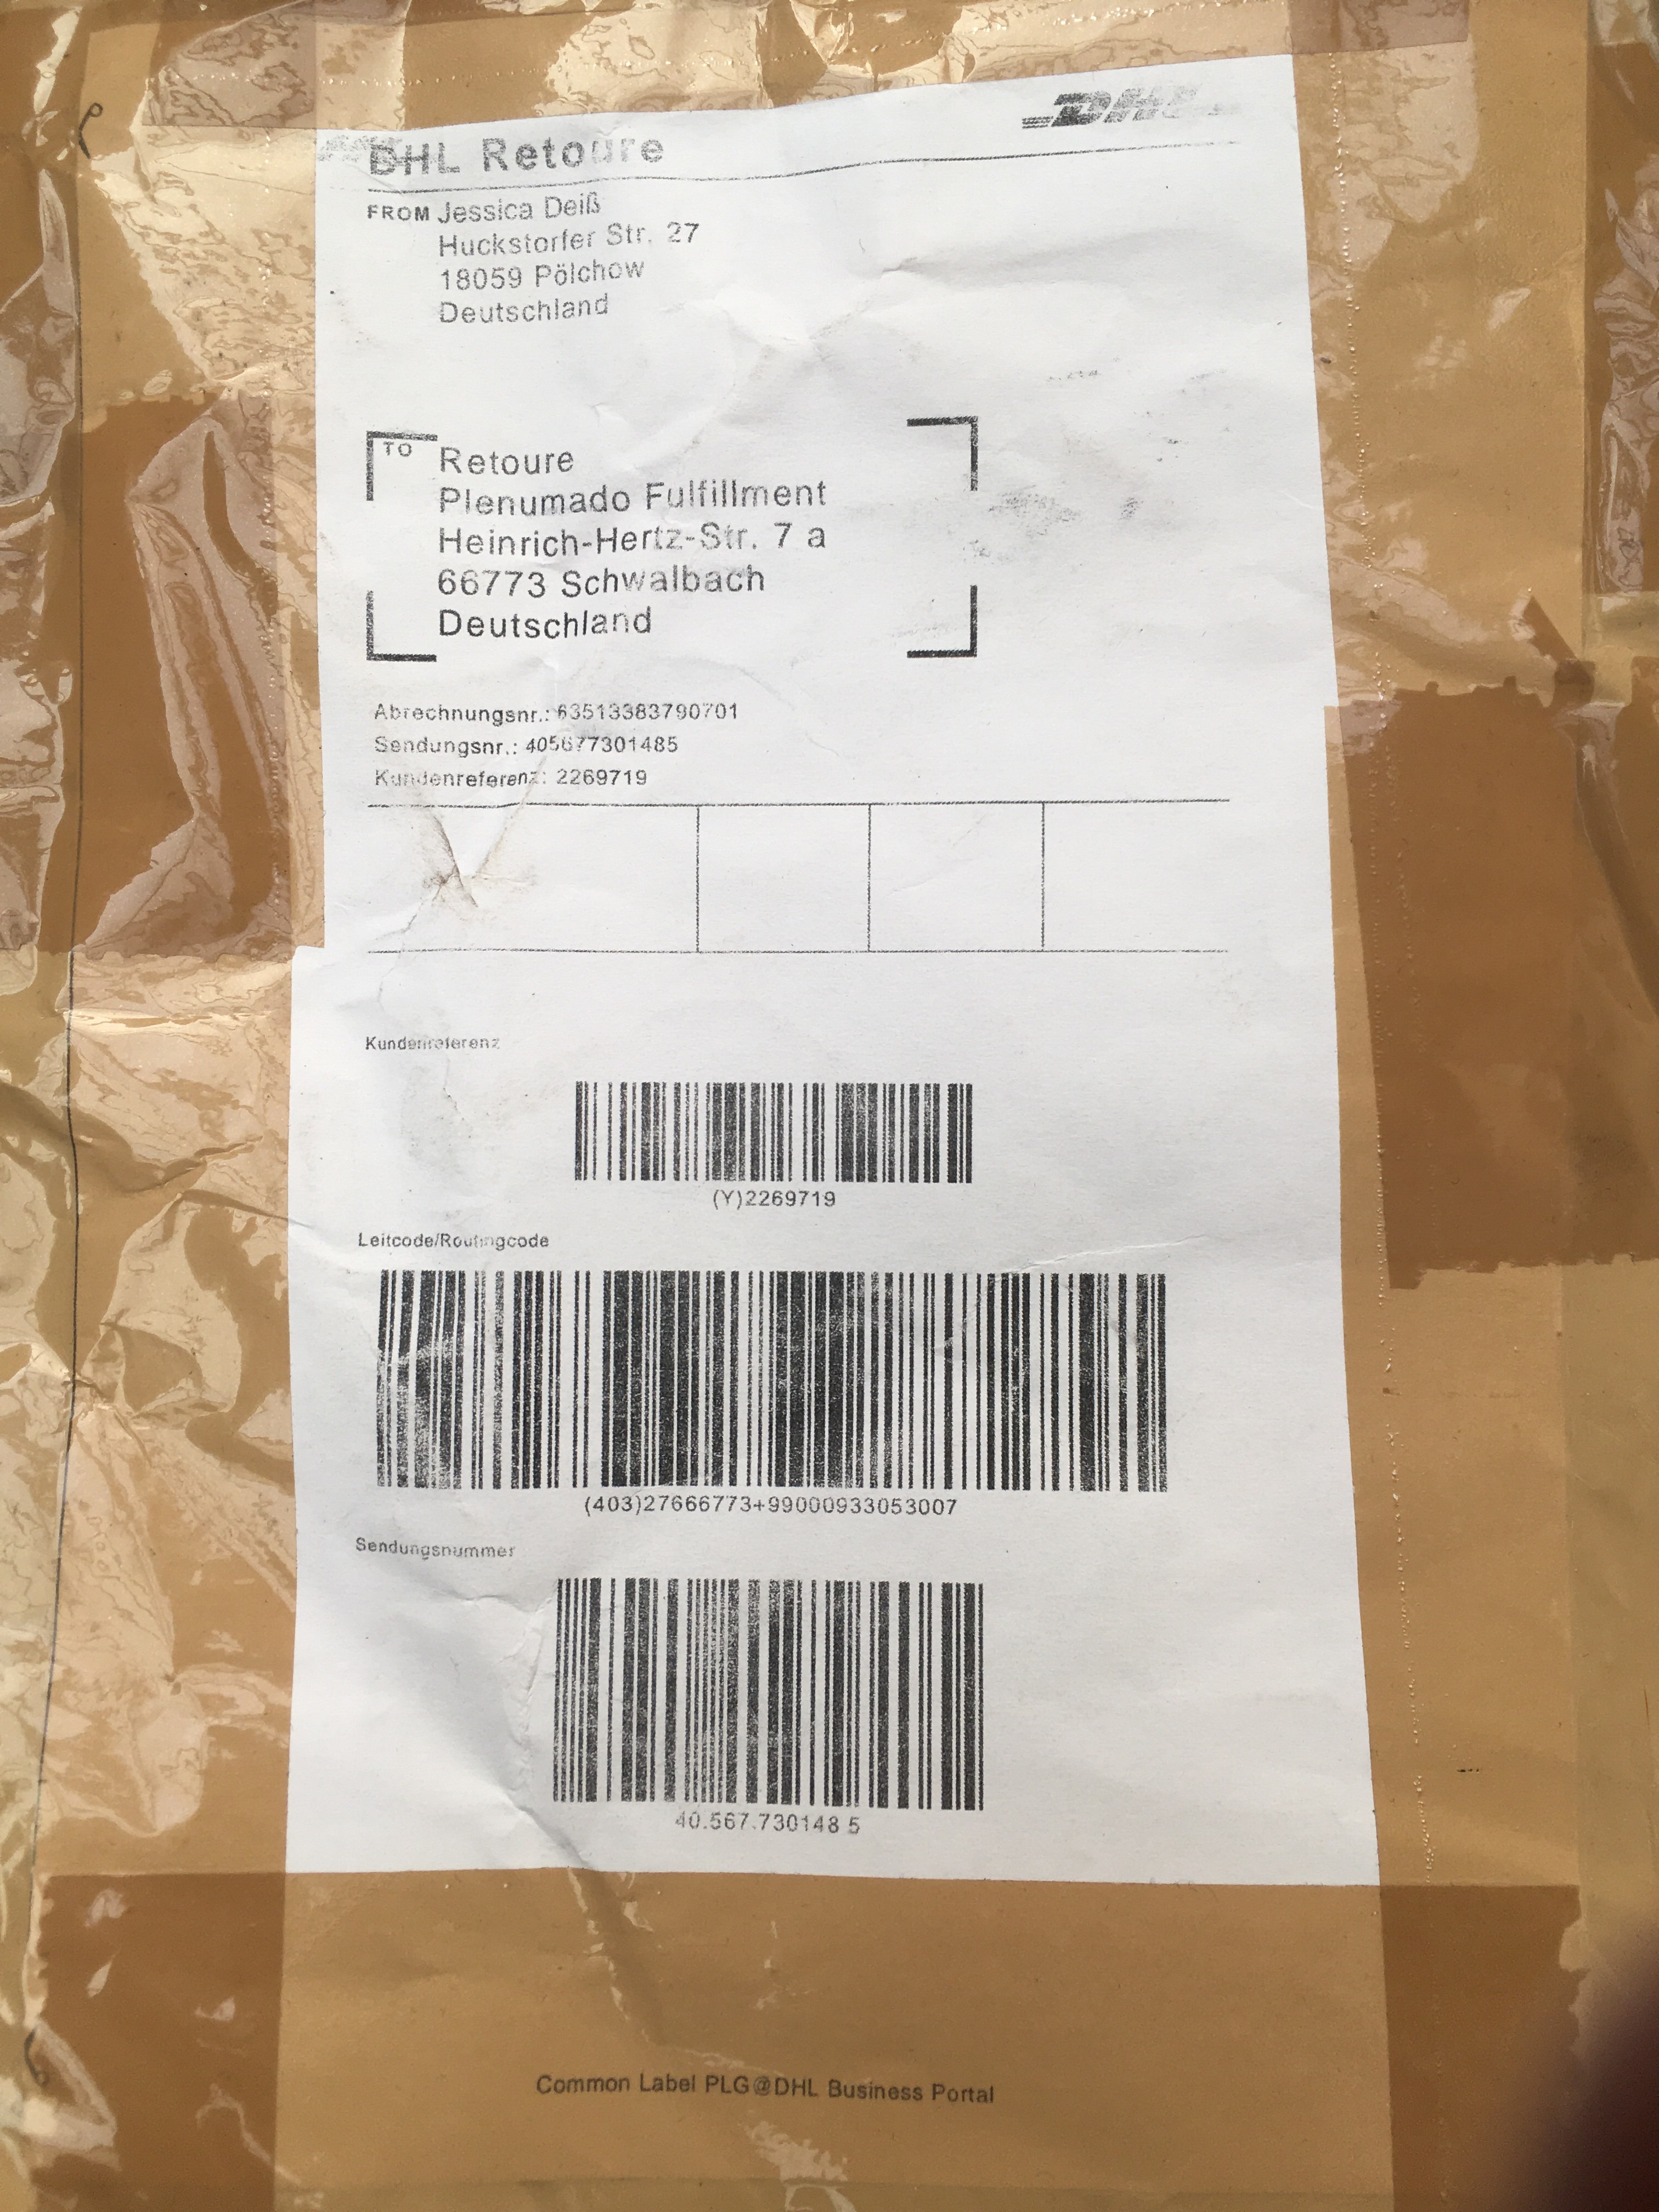 DHL
DHL Retoure
FROM Jessica Deiß
Huckstorfer Str. 27
18059 Pölchow
Deutschland
TO Retoure
Plenumado Fulfillment
Heinrich-Hertz-Str. 7 a
66773 Schwalbach
Deutschland
Abrechnungsnr.: 63513383790701
Sendungsnr.: 405677301485
Kundenreferenz: 2269719
Kundenreferenz
(Y)2269719
Leitcode/Routingcode
(403)27666773+99000933053007
Sendungsnummer
40.567.730148 5
Common Label PLG@DHL Business Portal